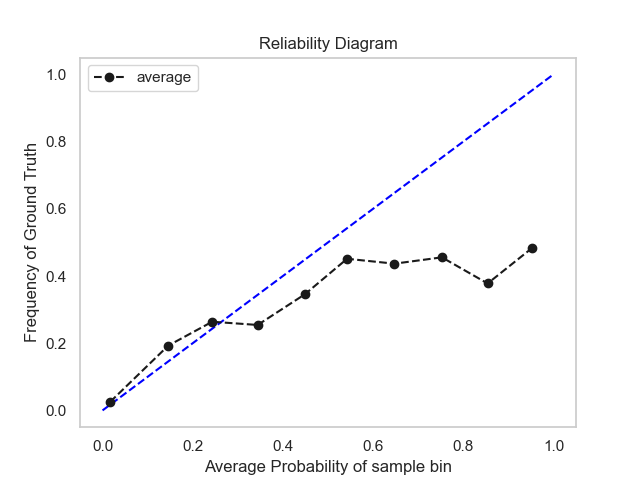 Reliability Diagram
average
1.0
0.8
0.6
0.4
0.2
0.0
Frequency of Ground Truth
0.0 0.2 0.4 0.6 0.8 1.0
Average Probability of sample bin